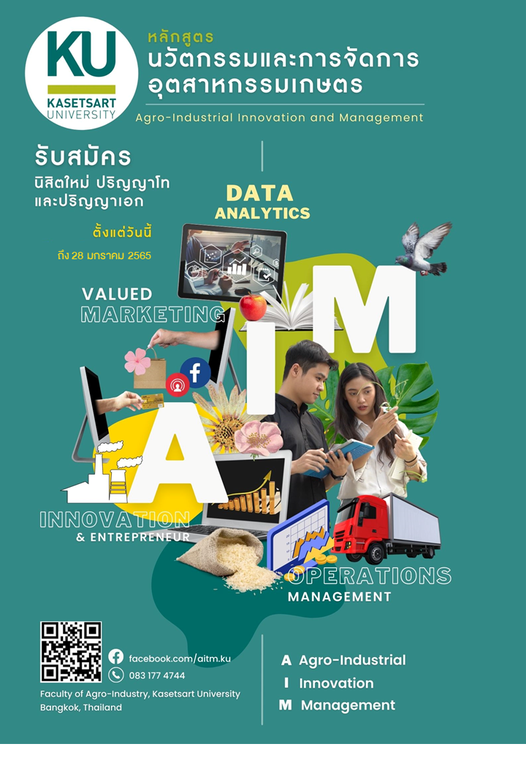 KU
KASETSART
UNIVERSITY
หลักสูตร
นวัตกรรมและการจัดการ
อุตสาหกรรมเกษตร
Agro-Industrial Innovation and Management
รับสมัคร
นิสิตใหม่ ปริญญาโท
และปริญญาเอก
ตั้งแต่วันนี้
ถึง 28 มกราคม 2565
DATA
ANALYTICS
VALUED
MARKETING
A
I
M
INNOVATION
& ENTREPRENEUR
OPERATIONS
MANAGEMENT
facebook.com/aitm.ku
083 177 4744
Faculty of Agro-Industry, Kasetsart University
Bangkok, Thailand
A Agro-Industrial
I Innovation
M Management